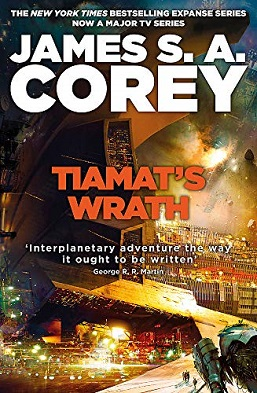 THE NEW YORK TIMES BESTSELLING EXPANSE SERIES
NOW A MAJOR TV SERIES
JAMES S. A.
COREY
TIAMAT'S
WRATH
'Interplanetary adventure the way
it ought to be written'
George R. R. Martin